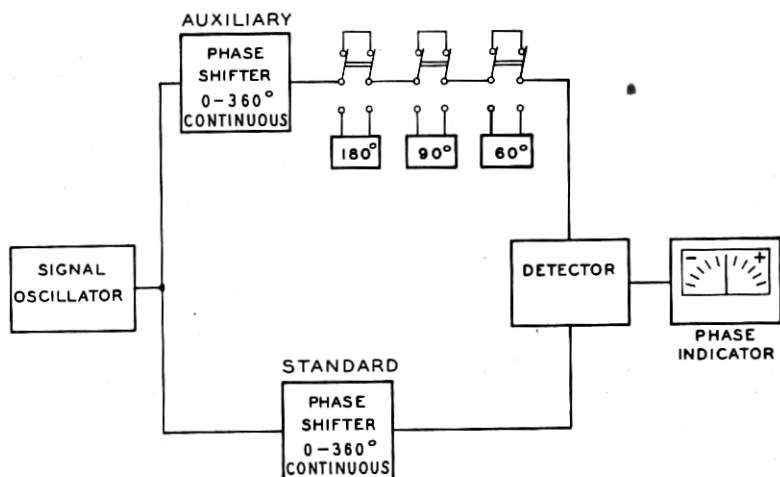 AUXILIARY
PHASE
SHIFTER
0-360°
CONTINUOUS
180°
90°
60°
SIGNAL
OSCILLATOR
DETECTOR
- +
PHASE
INDICATOR
STANDARD
PHASE
SHIFTER
0-360°
CONTINUOUS